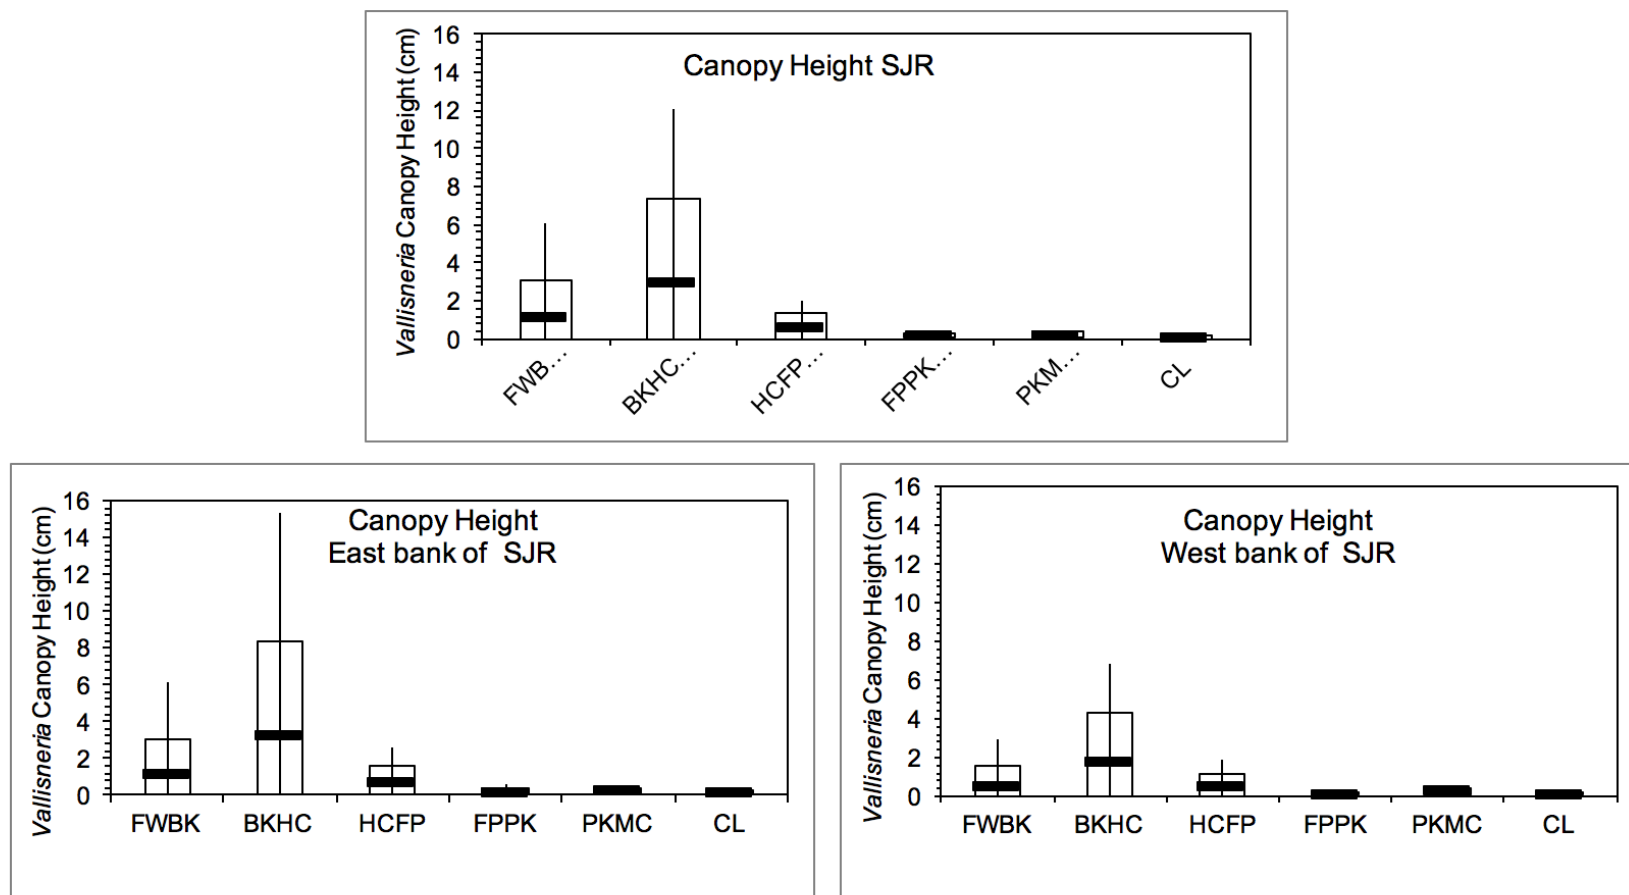 Canopy Height SJR
Vallisneria Canopy Height (cm)
16
14
12
10
8
6
4
2
0
FWB...
BKHC...
HCFP...
FPPK...
PKM...
CL
Canopy Height
East bank of SJR
Vallisneria Canopy Height (cm)
16
14
12
10
8
6
4
2
0
FWBK BKHC HCFP FPPK PKMC CL
Canopy Height
West bank of SJR
Vallisneria Canopy Height (cm)
16
14
12
10
8
6
4
2
0
FWBK BKHC HCFP FPPK PKMC CL